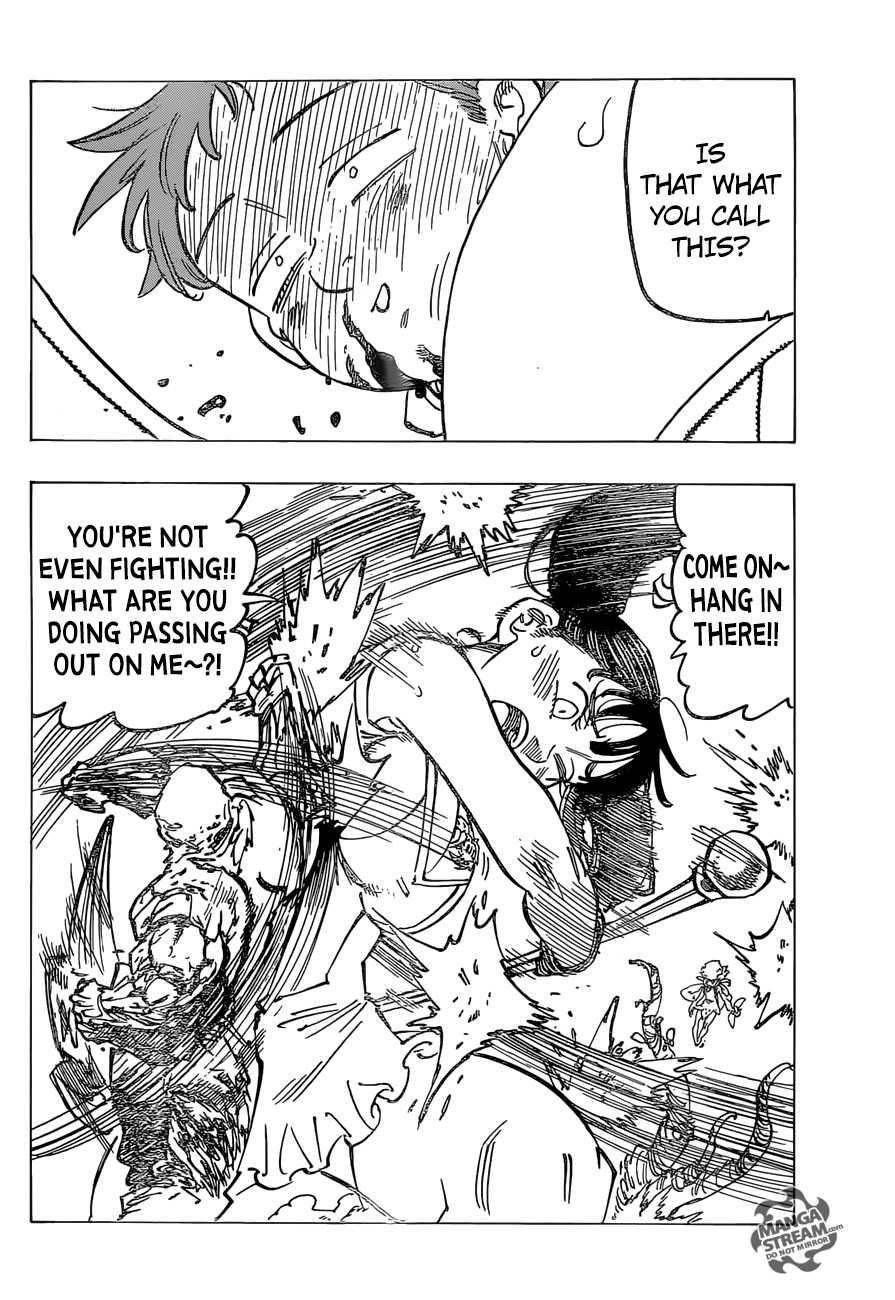 IS
THAT WHAT
YOU CALL
THIS?
COME ON~
HANG IN
THERE!!
YOU'RE NOT
EVEN FIGHTING!!
WHAT ARE YOU
DOING PASSING
OUT ON ME~?!
MANGA
STREAM.com
DO NOT MIRROR